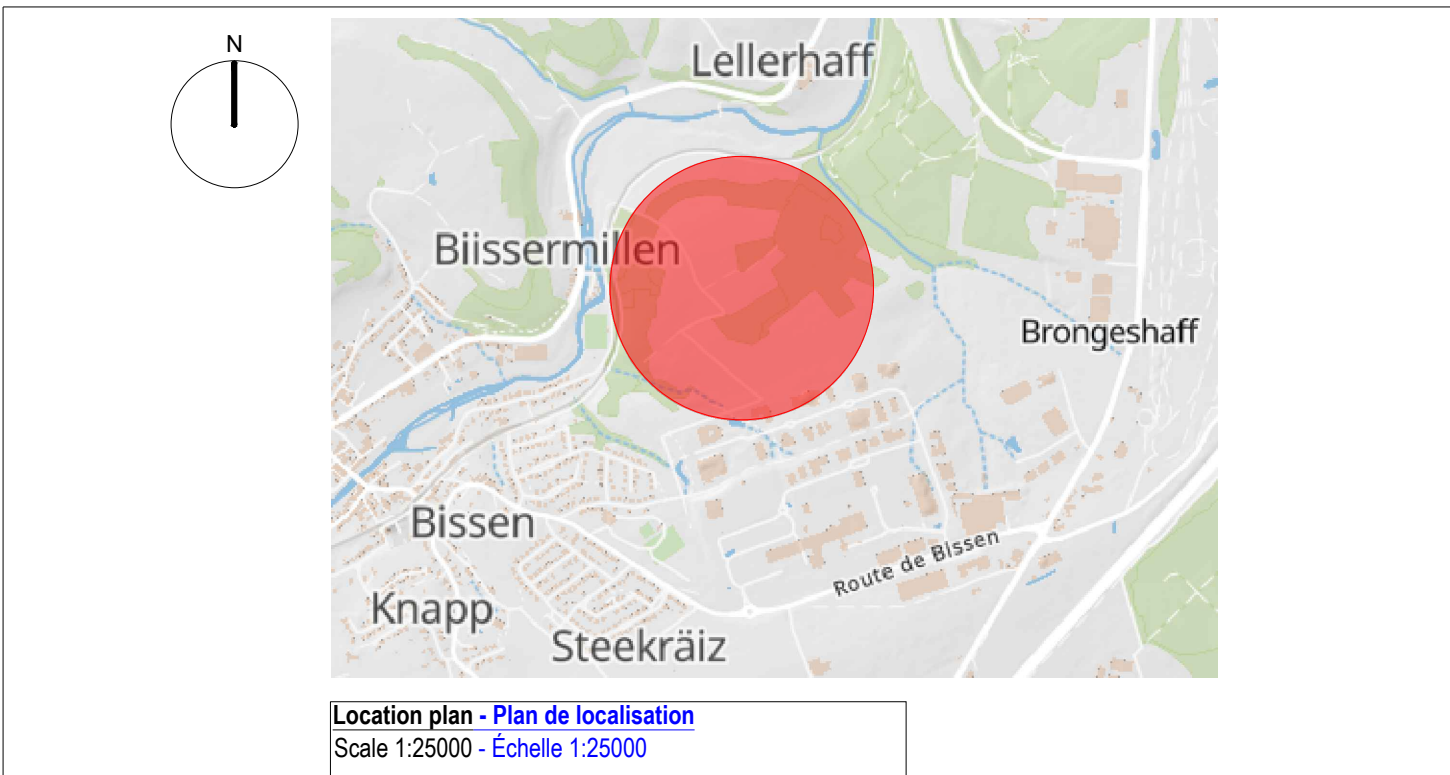 N
Lellerhaff
Biissermillen
Brongeshaff
Bissen
Route de Bissen
Knapp
Steekräiz
Location plan - Plan de localisation
Scale 1:25000 - Échelle 1:25000